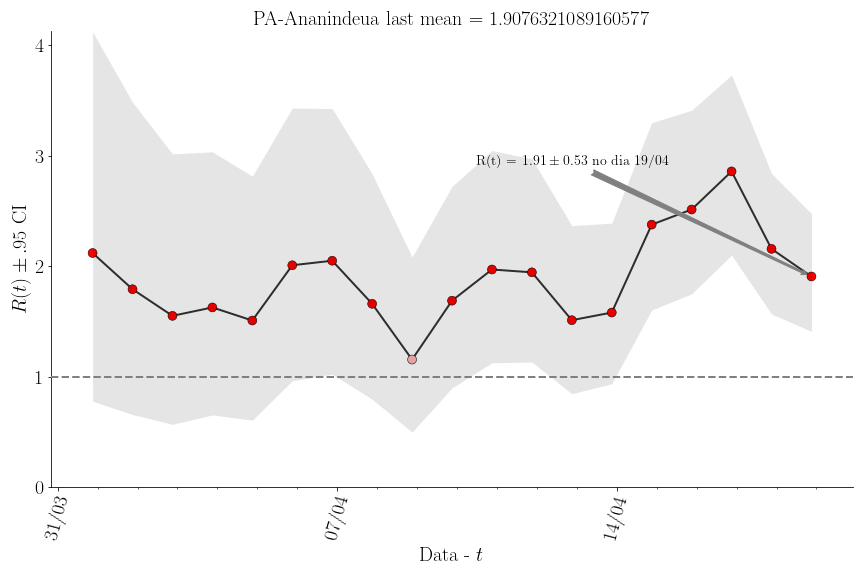 PA-Ananindeua last mean = 1.9076321089160577
4
3
2
1
0
R(t) ± .95 CI
R(t) = 1.91 ± 0.53 no dia 19/04
31/03
07/04
14/04
Data - t